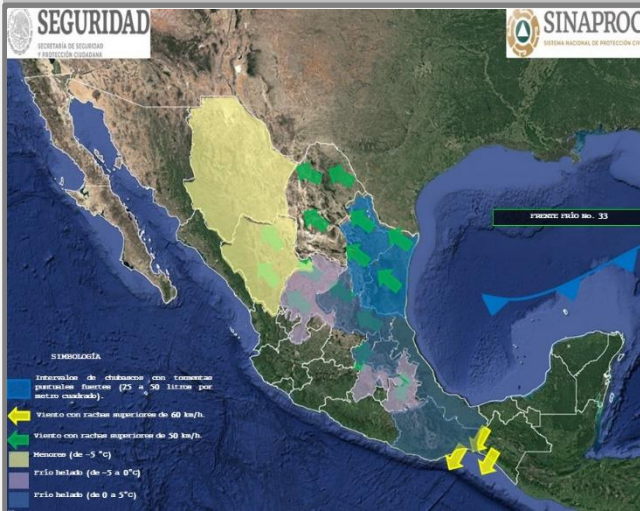 SEGURIDAD
SECRETARÍA DE SEGURIDAD
Y PROTECCIÓN CIUDADANA
SINAPROC
SISTEMA NACIONAL DE PROTECCIÓN
FRENTE FRÍO No. 33
SIMBOLOGÍA
Intervalos de chubascos con tormentas
puntuales fuertes (25 a 50 litros por
metro cuadrado).
Viento con rachas superiores de 60 km/h.
Viento con rachas superiores de 50 km/h.
Menores (de -5 °C)
Frío helado (de -5 a 0°C)
Frío helado (de 0 a 5°C)